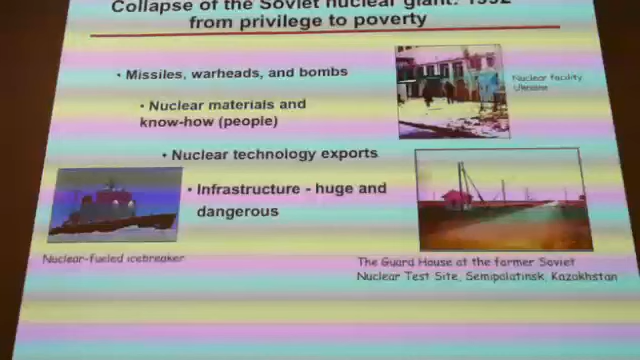 Collapse of the Soviet nuclear giant: 1992
from privilege to poverty
• Missiles, warheads, and bombs
Nuclear facility
Ukraine
• Nuclear materials and
know-how (people)
• Nuclear technology exports
• Infrastructure - huge and
dangerous
Nuclear-fueled icebreaker
The Guard House at the former Soviet
Nuclear Test Site, Semipalatinsk, Kazakhstan